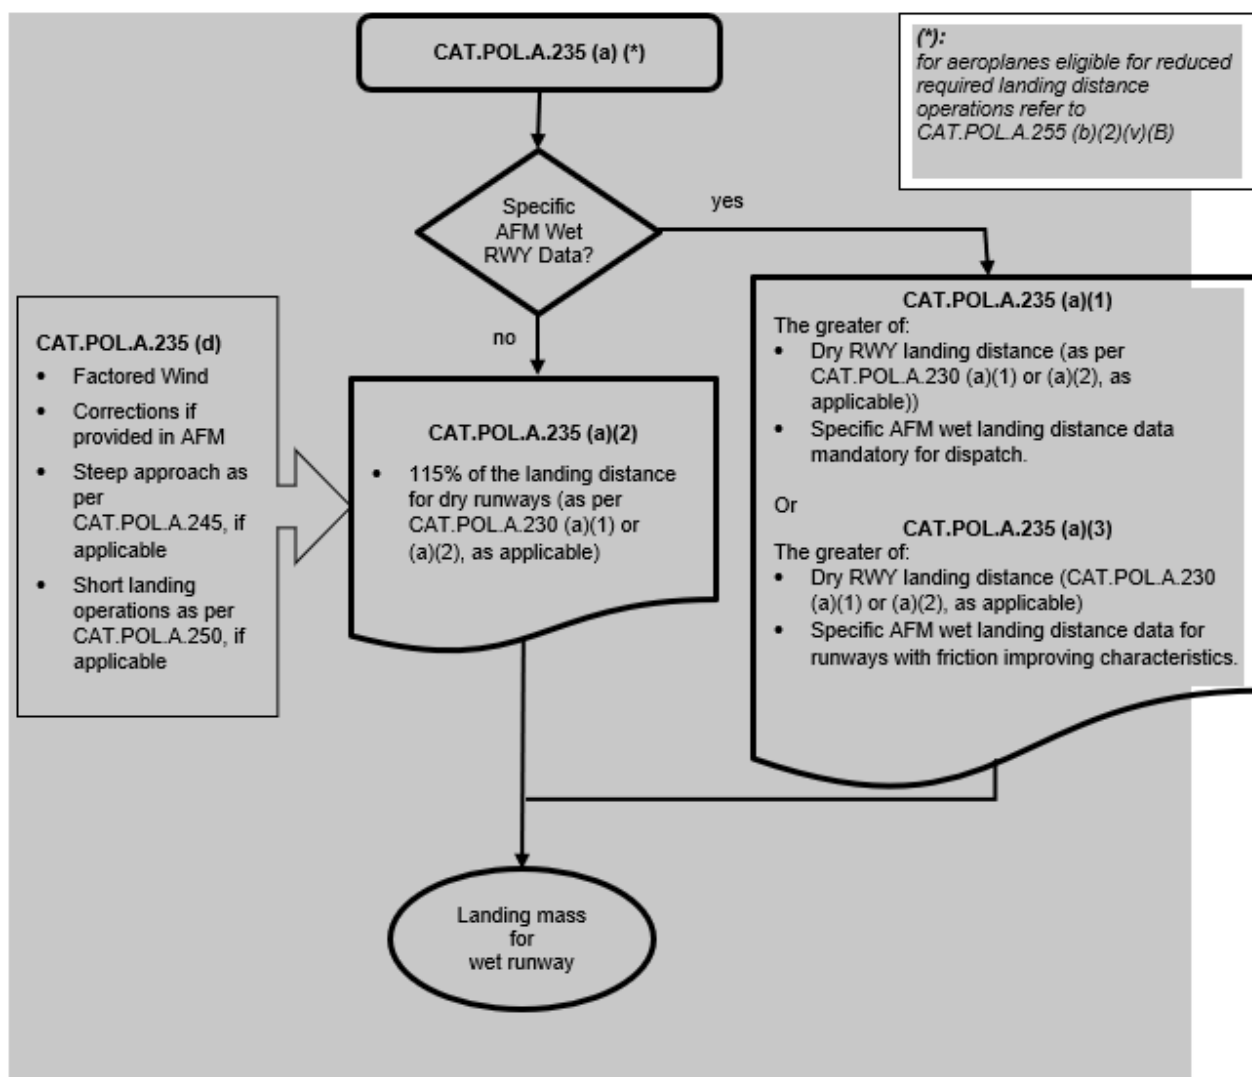 CAT.POL.A.235 (a) (*)
(*):
for aeroplanes eligible for reduced
required landing distance
operations refer to
CAT.POL.A.255 (b)(2)(v)(B)
Specific
AFM Wet
RWY Data?
yes
no
CAT.POL.A.235 (d)
• Factored Wind
• Corrections if
provided in AFM
• Steep approach as
per
CAT.POL.A.245, if
applicable
• Short landing
operations as per
CAT.POL.A.250, if
applicable
CAT.POL.A.235 (a)(2)
• 115% of the landing distance
for dry runways (as per
CAT.POL.A.230 (a)(1) or
(a)(2), as applicable)
CAT.POL.A.235 (a)(1)
The greater of:
• Dry RWY landing distance (as per
CAT.POL.A.230 (a)(1) or (a)(2), as
applicable))
• Specific AFM wet landing distance data
mandatory for dispatch.
Or
CAT.POL.A.235 (a)(3)
The greater of:
• Dry RWY landing distance (CAT.POL.A.230
(a)(1) or (a)(2), as applicable)
• Specific AFM wet landing distance data for
runways with friction improving characteristics.
Landing mass
for
wet runway